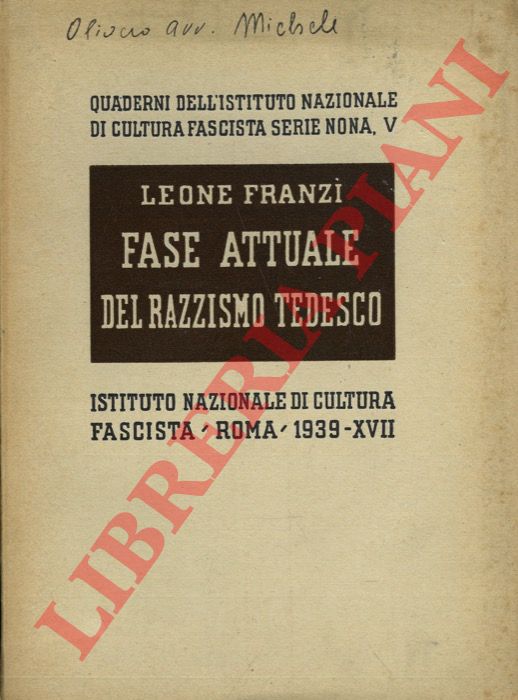 Olivero avv. Michele
QUADERNI DELL'ISTITUTO NAZIONALE
DI CULTURA FASCISTA SERIE NONA, V
LEONE FRANZÌ
FASE ATTUALE
DEL RAZZISMO TEDESCO
ISTITUTO NAZIONALE DI CULTURA
FASCISTA - ROMA - 1939-XVII
LIBRERIA PIANI